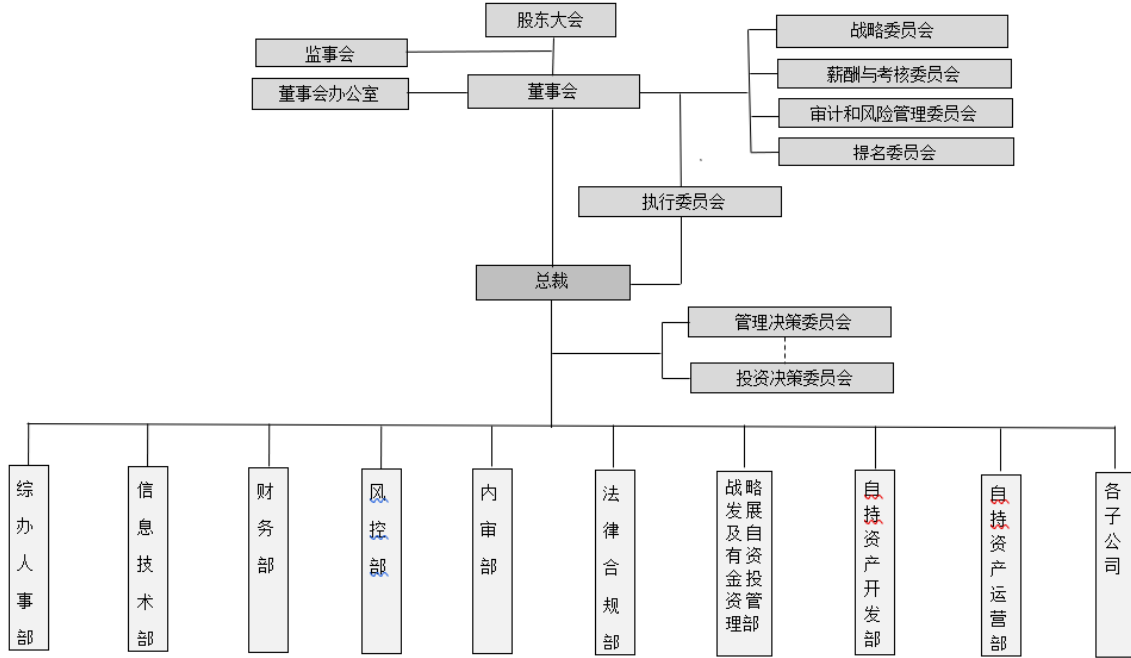 股东大会
监事会
战略委员会
薪酬与考核委员会
董事会办公室
董事会
审计和风险管理委员会
提名委员会
执行委员会
总裁
管理决策委员会
投资决策委员会
综办人事部
信息技术部
财务部
风控部
内审部
法律合规部
战略
发展
及自
有资
金投
资管
理部
自持资产开发部
自持资产运营部
各子公司